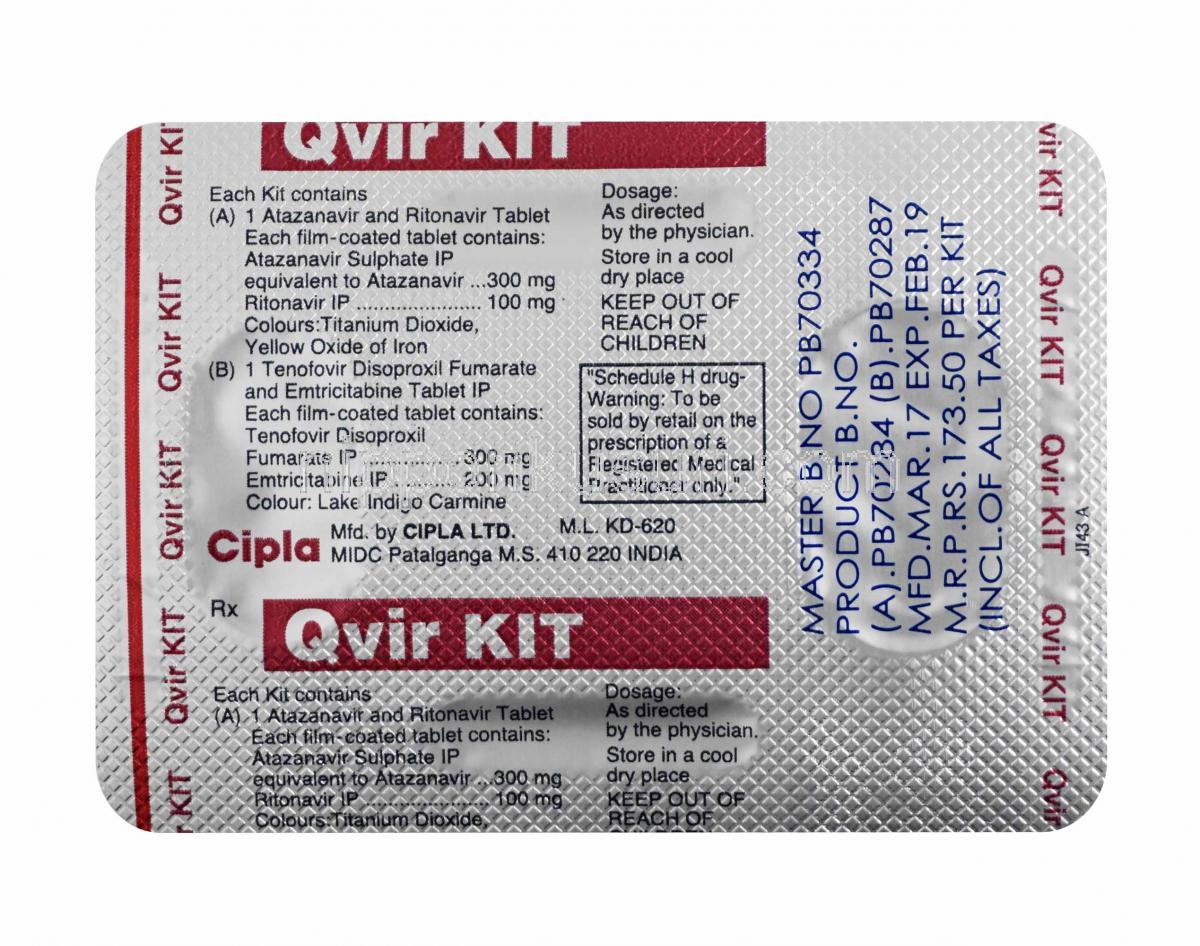 Qvir KIT
Each Kit contains
(A) 1 Atazanavir and Ritonavir Tablet
Each film-coated tablet contains:
Atazanavir Sulphate IP
equivalent to Atazanavir ...300 mg
Ritonavir IP ...................... 100 mg
Colours:Titanium Dioxide,
Yellow Oxide of Iron
(B) 1 Tenofovir Disoproxil Fumarate
and Emtricitabine Tablet IP
Each film-coated tablet contains:
Tenofovir Disoproxil
Fumarate IP ................. 300 mg
Emtricitabine IP ........... 200 mg
Colour: Lake Indigo Carmine
Dosage:
As directed
by the physician.
Store in a cool
dry place
KEEP OUT OF
REACH OF
CHILDREN
"Schedule H drug-
Warning: To be
sold by retail on the
prescription of a
Registered Medical
Practitioner only."
Cipla
Mfd. by CIPLA LTD. M.L. KD-620
MIDC Patalganga M.S. 410 220 INDIA
Rx
Qvir KIT
Each Kit contains
(A) 1 Atazanavir and Ritonavir Tablet
Each film-coated tablet contains:
Atazanavir Sulphate IP
equivalent to Atazanavir ...300 mg
Ritonavir IP ...................... 100 mg
Colours:Titanium Dioxide,
Dosage:
As directed
by the physician.
Store in a cool
dry place
KEEP OUT OF
REACH OF
CHILDREN
MASTER B.NO PB70334
PRODUCT B.NO.
(A).PB70234 (B).PB70287
MFD.MAR.17 EXP.FEB.19
M.R.P.RS.173.50 PER KIT
(INCL.OF ALL TAXES)
Qvir KIT
Qvir KIT
Qvir KIT
Qvir KIT
KIT
vir KIT
Qvir KIT
Qvir KIT
Qvir KIT
Qvir
JI43 A